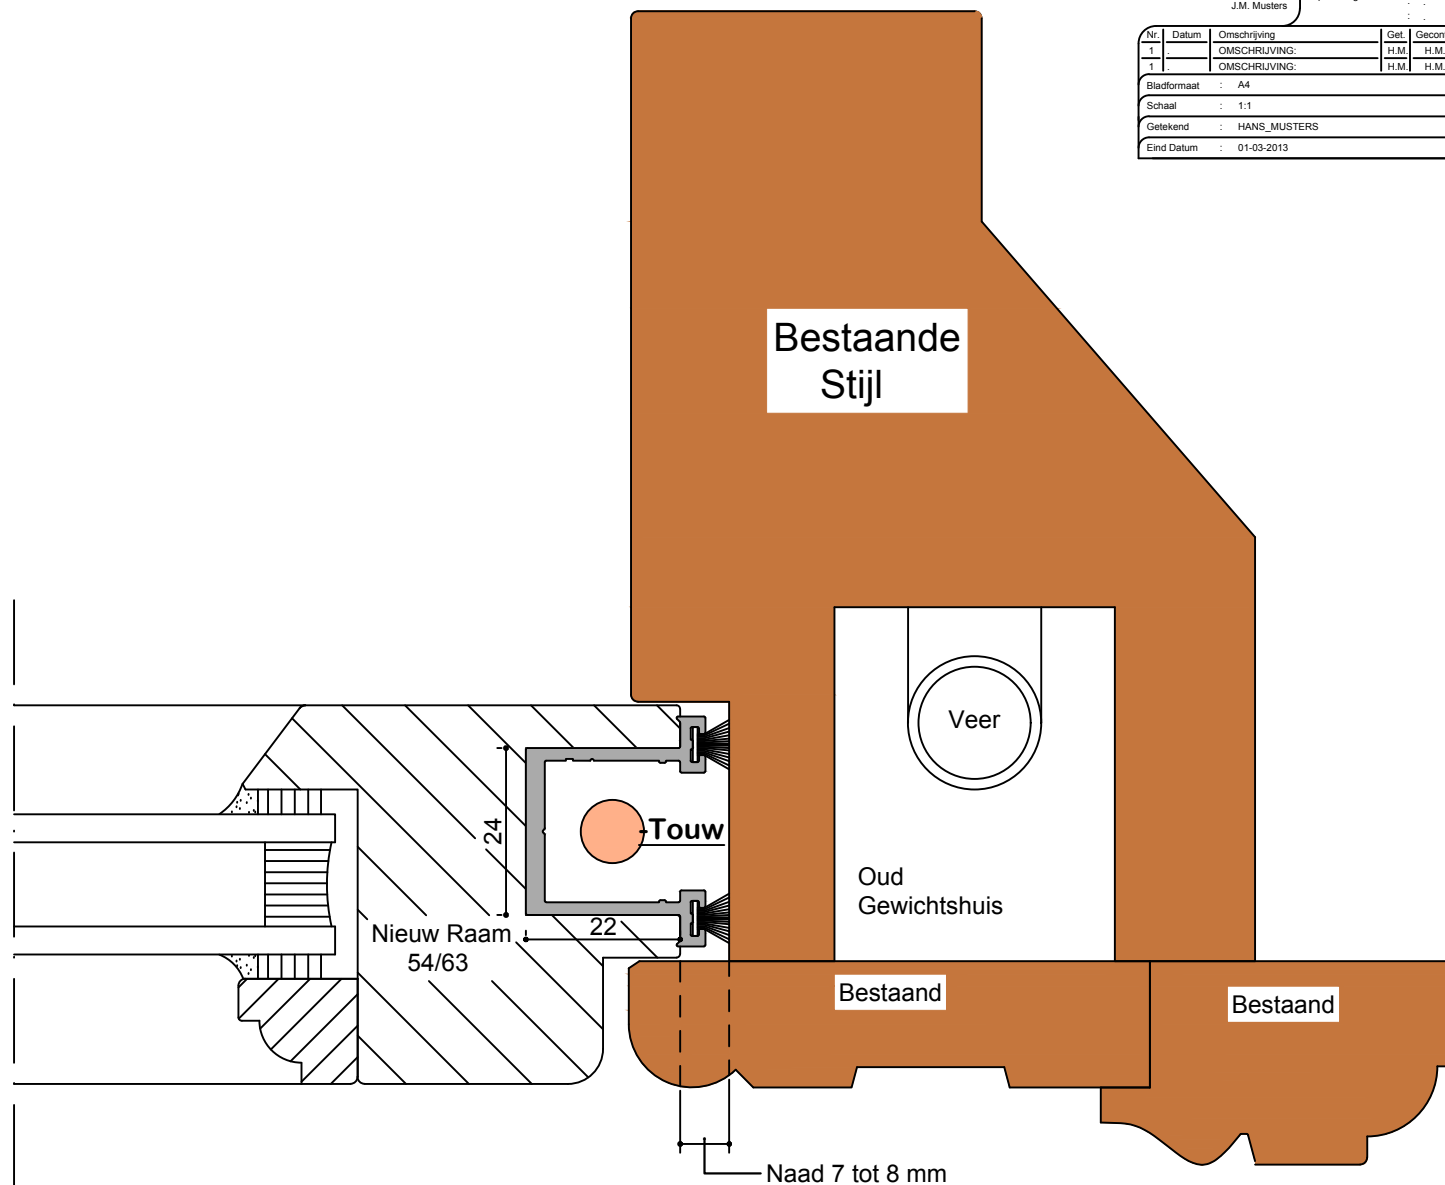 J.M. Musters
Nr. Datum Omschrijving Get. Gecon
1 . OMSCHRIJVING: H.M. H.M.
1 . OMSCHRIJVING: H.M. H.M.
Bladformaat : A4
Schaal : 1:1
Getekend : HANS_MUSTERS
Eind Datum : 01-03-2013
Bestaande
Stijl
Veer
Touw
24
Oud
Gewichtshuis
22
Nieuw Raam
54/63
Bestaand
Bestaand
Naad 7 tot 8 mm